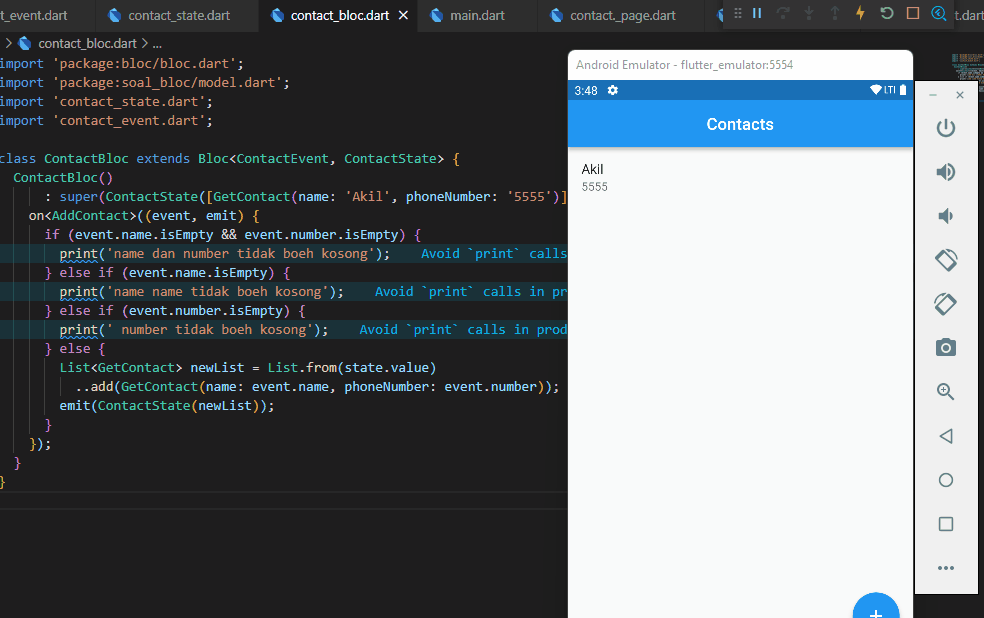 t_event.dart contact_state.dart contact_bloc.dart main.dart contact._page.dart t.dart
contact_bloc.dart > ...
import 'package:bloc/bloc.dart';
import 'package:soal_bloc/model.dart';
import 'contact_state.dart';
import 'contact_event.dart';
class ContactBloc extends Bloc<ContactEvent, ContactState> {
ContactBloc()
: super(ContactState([GetContact(name: 'Akil', phoneNumber: '5555')]
on<AddContact>((event, emit) {
if (event.name.isEmpty && event.number.isEmpty) {
print('name dan number tidak boeh kosong'); Avoid `print` calls
} else if (event.name.isEmpty) {
print('name name tidak boeh kosong'); Avoid `print` calls in pr
} else if (event.number.isEmpty) {
print(' number tidak boeh kosong'); Avoid `print` calls in prod
} else {
List<GetContact> newList = List.from(state.value)
..add(GetContact(name: event.name, phoneNumber: event.number));
emit(ContactState(newList));
}
});
}
}
Android Emulator - flutter_emulator:5554
3:48 LTE
Contacts
Akil
5555